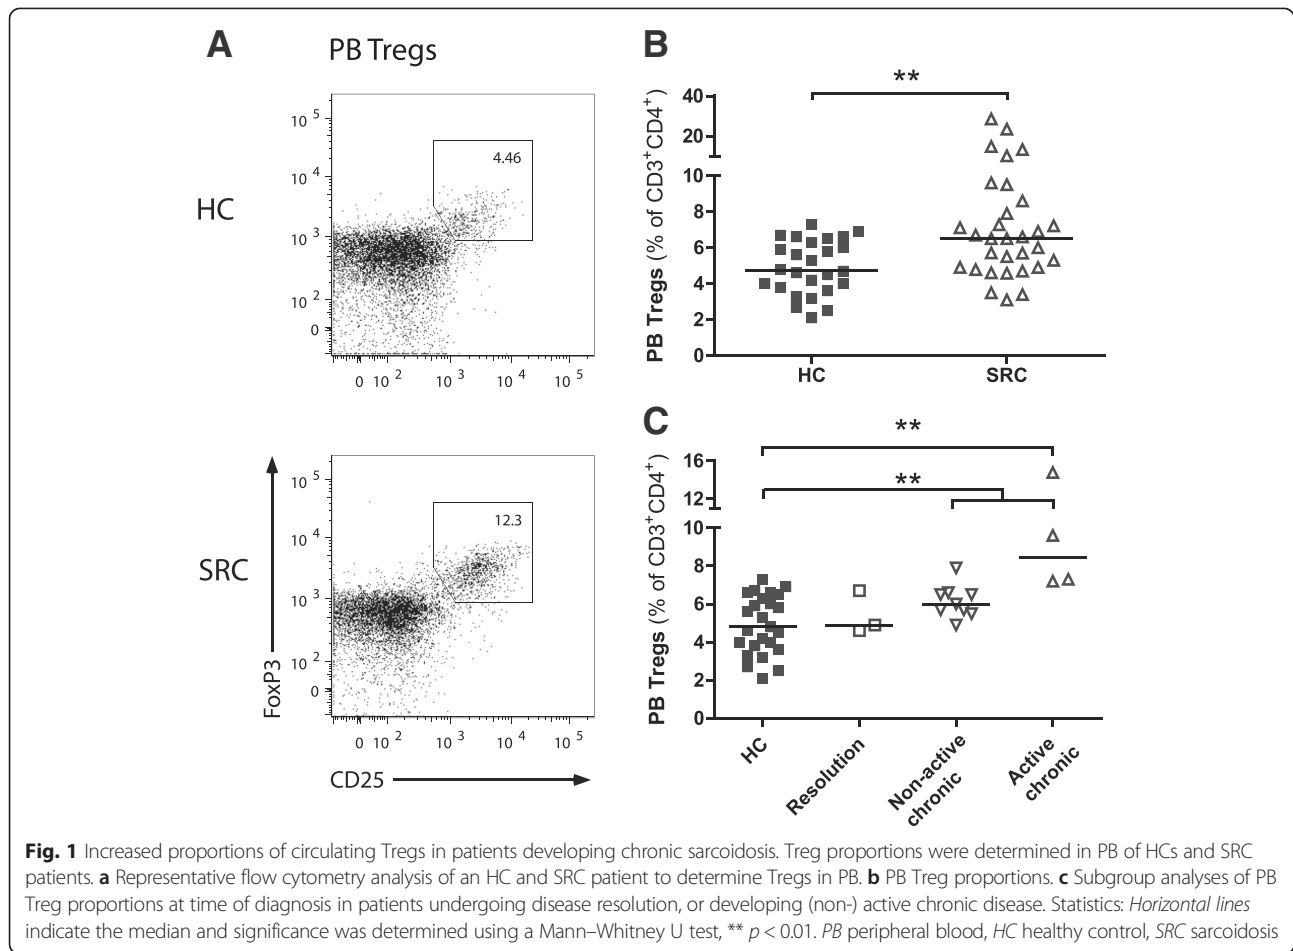 A
PB Tregs
HC
10^5
10^4
10^3
10^2
0
4.46
0 10^2 10^3 10^4 10^5
SRC
10^5
10^4
10^3
10^2
0
12.3
0 10^2 10^3 10^4 10^5
FoxP3
CD25
B
**
PB Tregs (% of CD3+CD4+)
40
20
10
8
6
4
2
0
HC SRC
C
**
**
PB Tregs (% of CD3+CD4+)
16
12
10
8
6
4
2
0
HC
Resolution
Non-active
chronic
Active
chronic
Fig. 1 Increased proportions of circulating Tregs in patients developing chronic sarcoidosis. Treg proportions were determined in PB of HCs and SRC
patients. a Representative flow cytometry analysis of an HC and SRC patient to determine Tregs in PB. b PB Treg proportions. c Subgroup analyses of PB
Treg proportions at time of diagnosis in patients undergoing disease resolution, or developing (non-) active chronic disease. Statistics: Horizontal lines
indicate the median and significance was determined using a Mann–Whitney U test, ** p < 0.01. PB peripheral blood, HC healthy control, SRC sarcoidosis